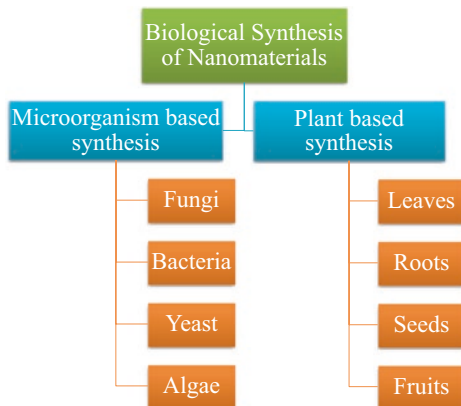 Biological Synthesis
of Nanomaterials
Microorganism based
synthesis
Plant based
synthesis
Fungi
Bacteria
Yeast
Algae
Leaves
Roots
Seeds
Fruits